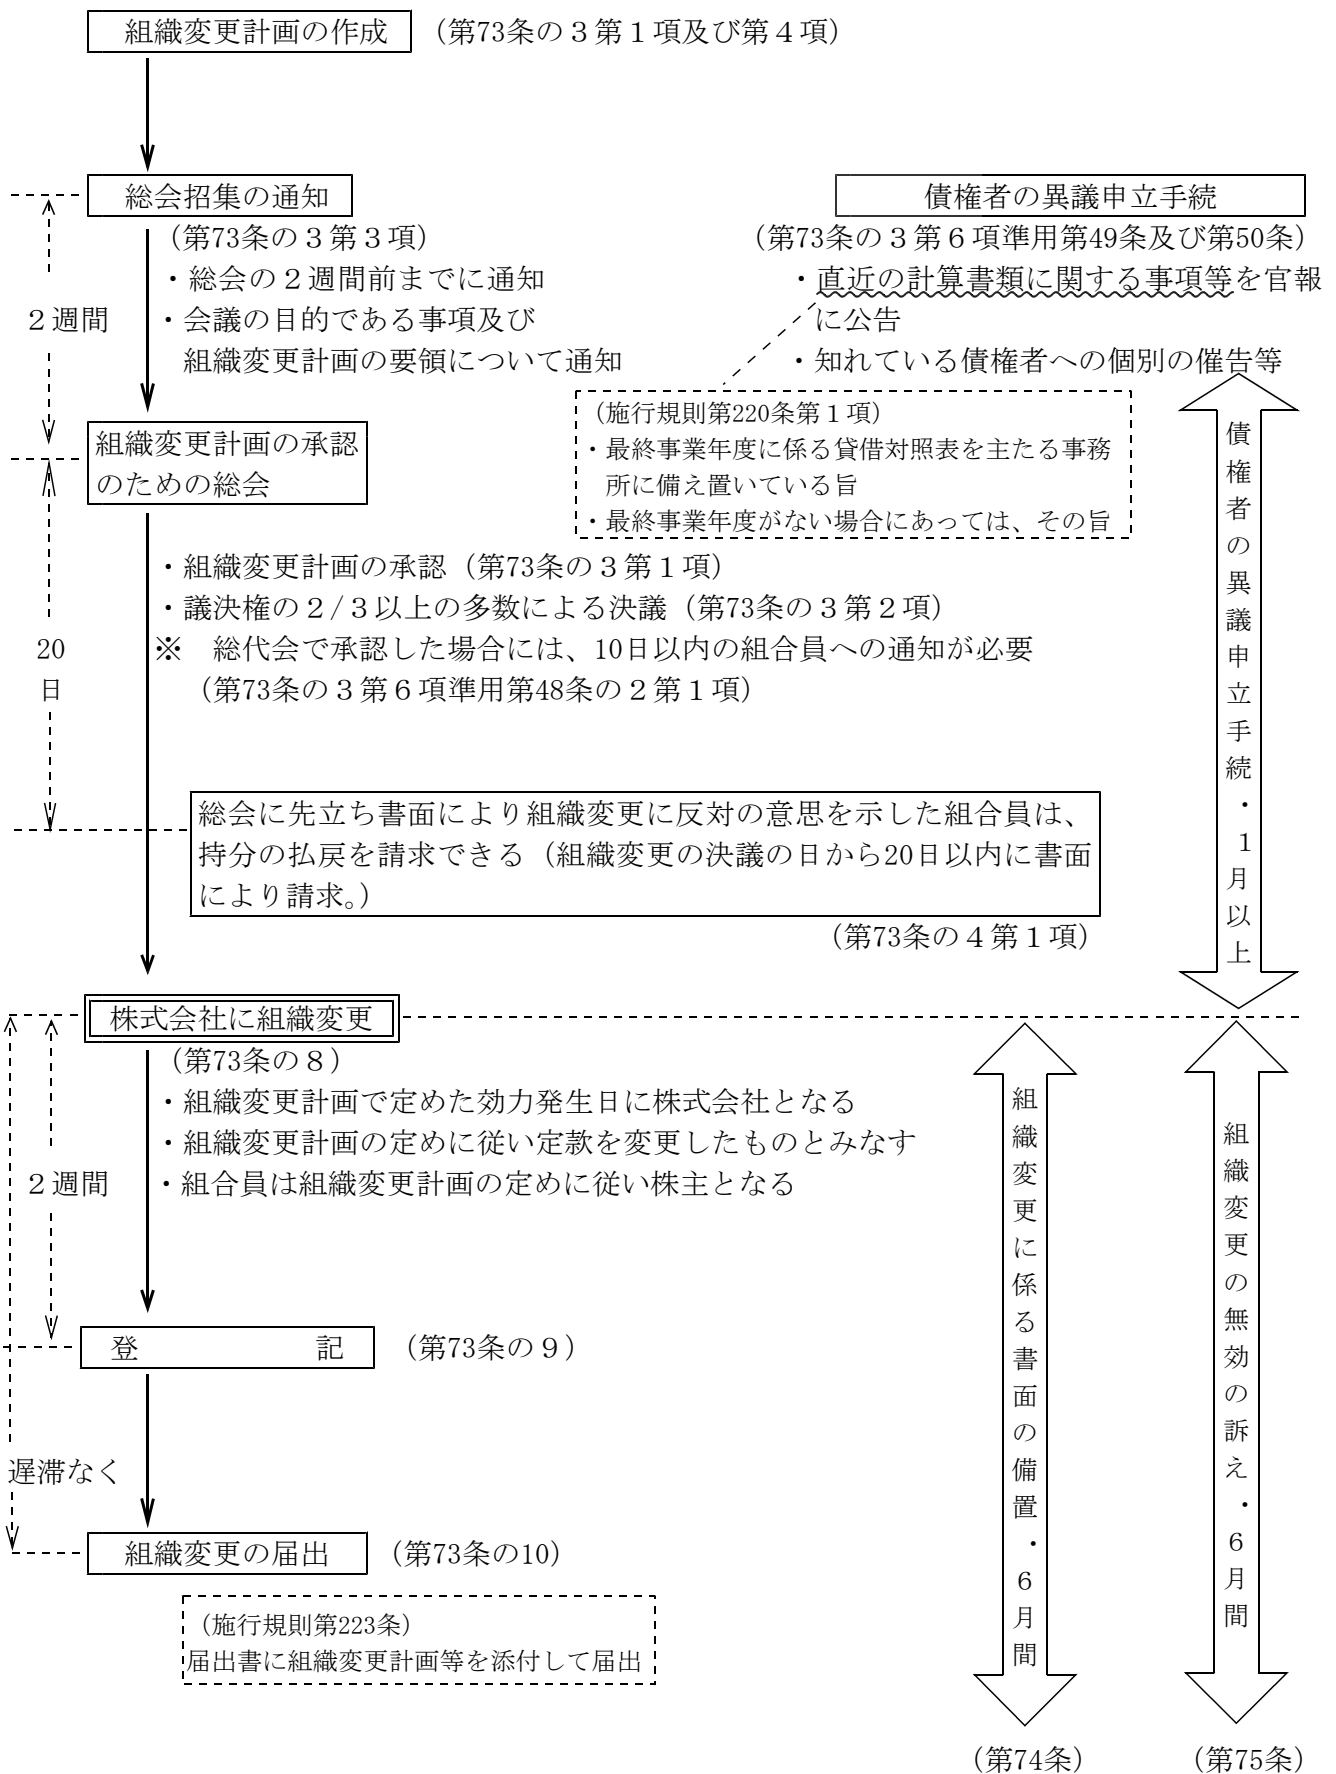 組織変更計画の作成 (第73条の３第１項及び第４項)
総会招集の通知
(第73条の３第３項)
・総会の２週間前までに通知
・会議の目的である事項及び
組織変更計画の要領について通知
２週間
債権者の異議申立手続
(第73条の３第６項準用第49条及び第50条)
・直近の計算書類に関する事項等を官報
に公告
・知れている債権者への個別の催告等
(施行規則第220条第１項)
・最終事業年度に係る貸借対照表を主たる事務
所に備え置いている旨
・最終事業年度がない場合にあっては、その旨
債権者の異議申立手続・１月以上
組織変更計画の承認
のための総会
・組織変更計画の承認（第73条の３第１項）
・議決権の２/３以上の多数による決議（第73条の３第２項）
※　総代会で承認した場合には、10日以内の組合員への通知が必要
（第73条の３第６項準用第48条の２第１項）
20
日
総会に先立ち書面により組織変更に反対の意思を示した組合員は、
持分の払戻を請求できる（組織変更の決議の日から20日以内に書面
により請求。）
（第73条の４第１項）
株式会社に組織変更
（第73条の８）
・組織変更計画で定めた効力発生日に株式会社となる
・組織変更計画の定めに従い定款を変更したものとみなす
・組合員は組織変更計画の定めに従い株主となる
２週間
登　　　　　　記 （第73条の９）
遅滞なく
組織変更の届出 （第73条の10）
（施行規則第223条）
届出書に組織変更計画等を添付して届出
組織変更に係る書面の備置・６月間
（第74条）
組織変更の無効の訴え・６月間
（第75条）